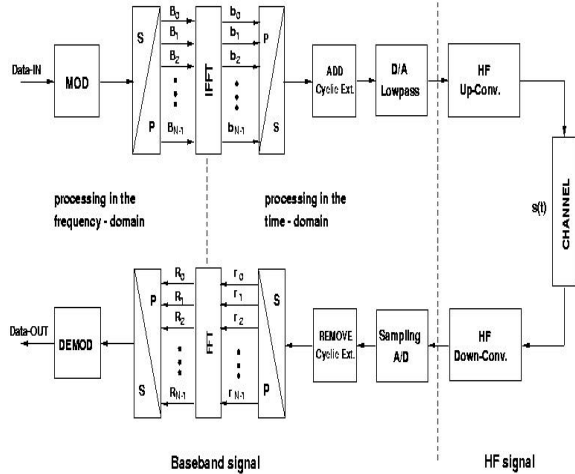 Data-IN
MOD
S
P
B0
B1
B2
BN-1
IFFT
b0
b1
b2
bN-1
P
S
ADD
Cyclic Ext.
D/A
Lowpass
HF
Up-Conv.
s(t)
CHANNEL
processing in the
frequency - domain
processing in the
time - domain
Data-OUT
DEMOD
P
S
R0
R1
R2
RN-1
FFT
r0
r1
r2
rN-1
S
P
REMOVE
Cyclic Ext.
Sampling
A/D
HF
Down-Conv.
Baseband signal
HF signal